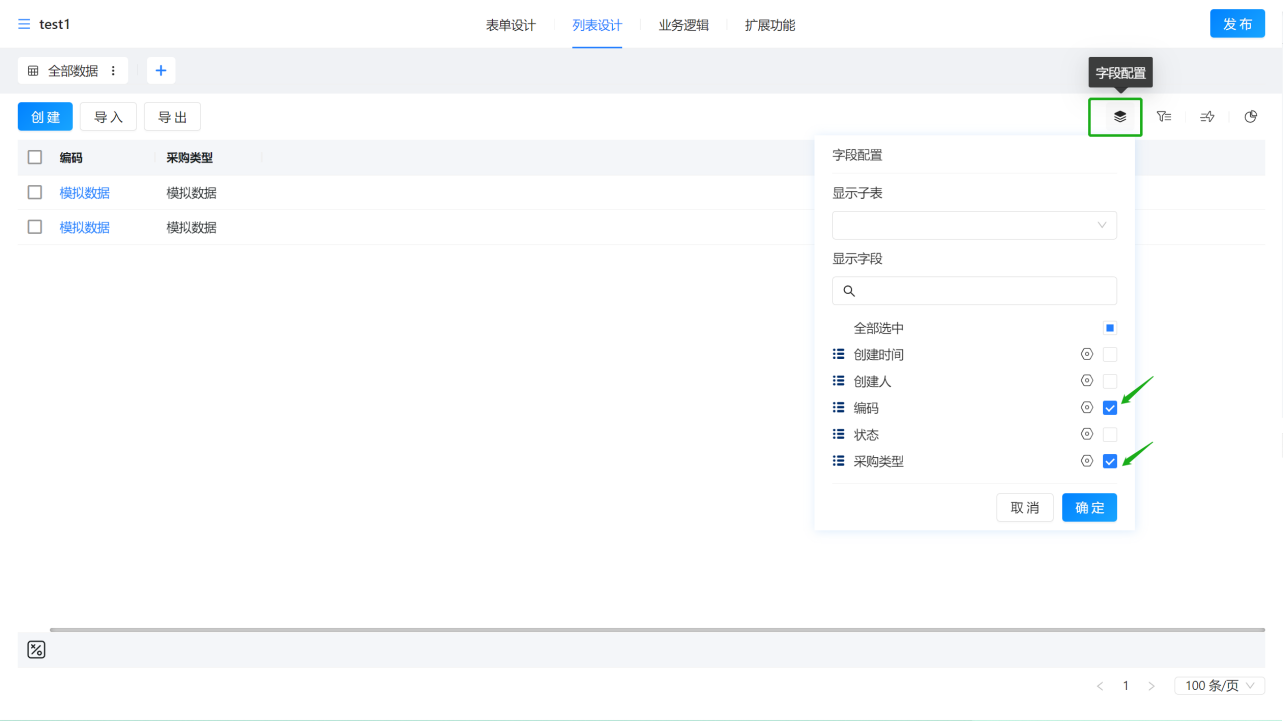 test1 表单设计 列表设计 业务逻辑 扩展功能 发布
全部数据
字段配置
创建 导入 导出
编码 采购类型
模拟数据 模拟数据
模拟数据 模拟数据
字段配置
显示子表
显示字段
全部选中
创建时间
创建人
编码
状态
采购类型
取消 确定
1 100 条/页